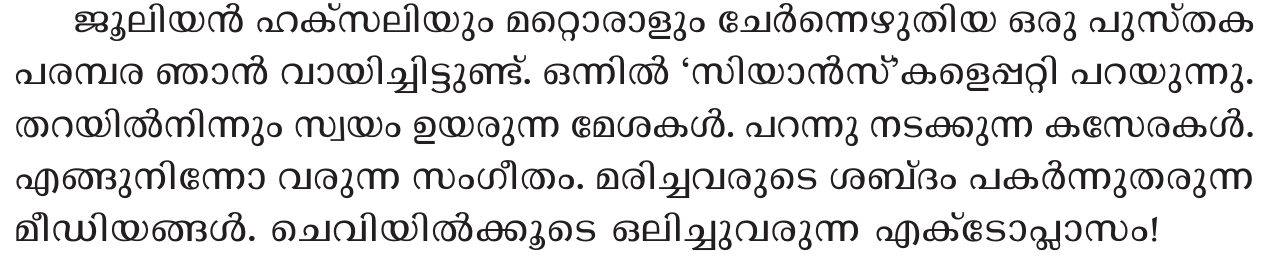 ജൂലിയൻ ഹക്സലിയും മറ്റൊരാളും ചേർന്നെഴുതിയ ഒരു പുസ്തക
പരമ്പര ഞാൻ വായിച്ചിട്ടുണ്ട്. ഒന്നിൽ ‘സിയാൻസ്’കളെപ്പറ്റി പറയുന്നു.
തറയിൽനിന്നും സ്വയം ഉയരുന്ന മേശകൾ. പറന്നു നടക്കുന്ന കസേരകൾ.
എങ്ങുനിന്നോ വരുന്ന സംഗീതം. മരിച്ചവരുടെ ശബ്ദം പകർന്നുതരുന്ന
മീഡിയങ്ങൾ. ചെവിയിൽക്കൂടെ ഒലിച്ചുവരുന്ന എക്ടോപ്ലാസം!